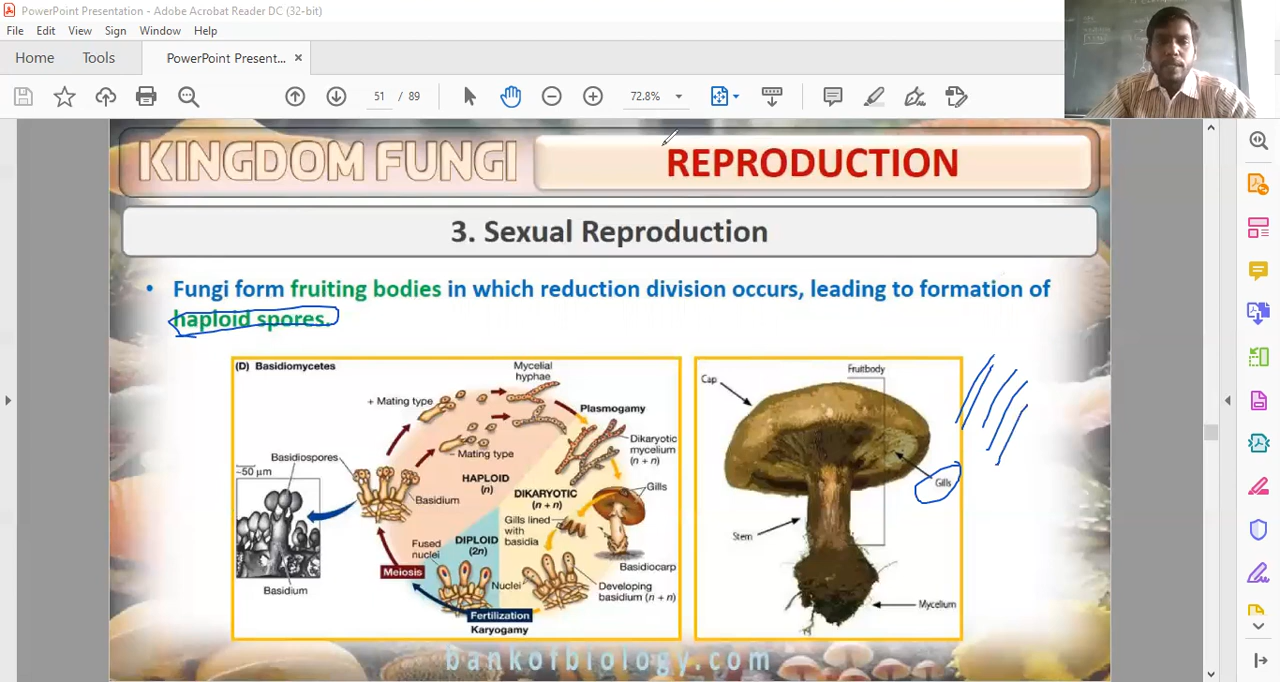 PowerPoint Presentation - Adobe Acrobat Reader DC (32-bit)
File Edit View Sign Window Help
Home Tools PowerPoint Present... ×
51 / 89 72.8%
KINGDOM FUNGI
REPRODUCTION
3. Sexual Reproduction
• Fungi form fruiting bodies in which reduction division occurs, leading to formation of
haploid spores.
(D) Basidiomycetes
Mycelial
hyphae
+ Mating type
Plasmogamy
Dikaryotic
mycelium
(n + n)
– Mating type
Basidiospores
~50 µm
HAPLOID
(n)
Basidium
DIKARYOTIC
(n + n)
Gills
Gills lined
with
basidia
Fused
nuclei
DIPLOID
(2n)
Basidiocarp
Meiosis
Nuclei
Developing
basidium (n + n)
Basidium
Fertilization
Karyogamy
Cap
Fruitbody
Gills
Stem
Mycelium
bankofbiology.com